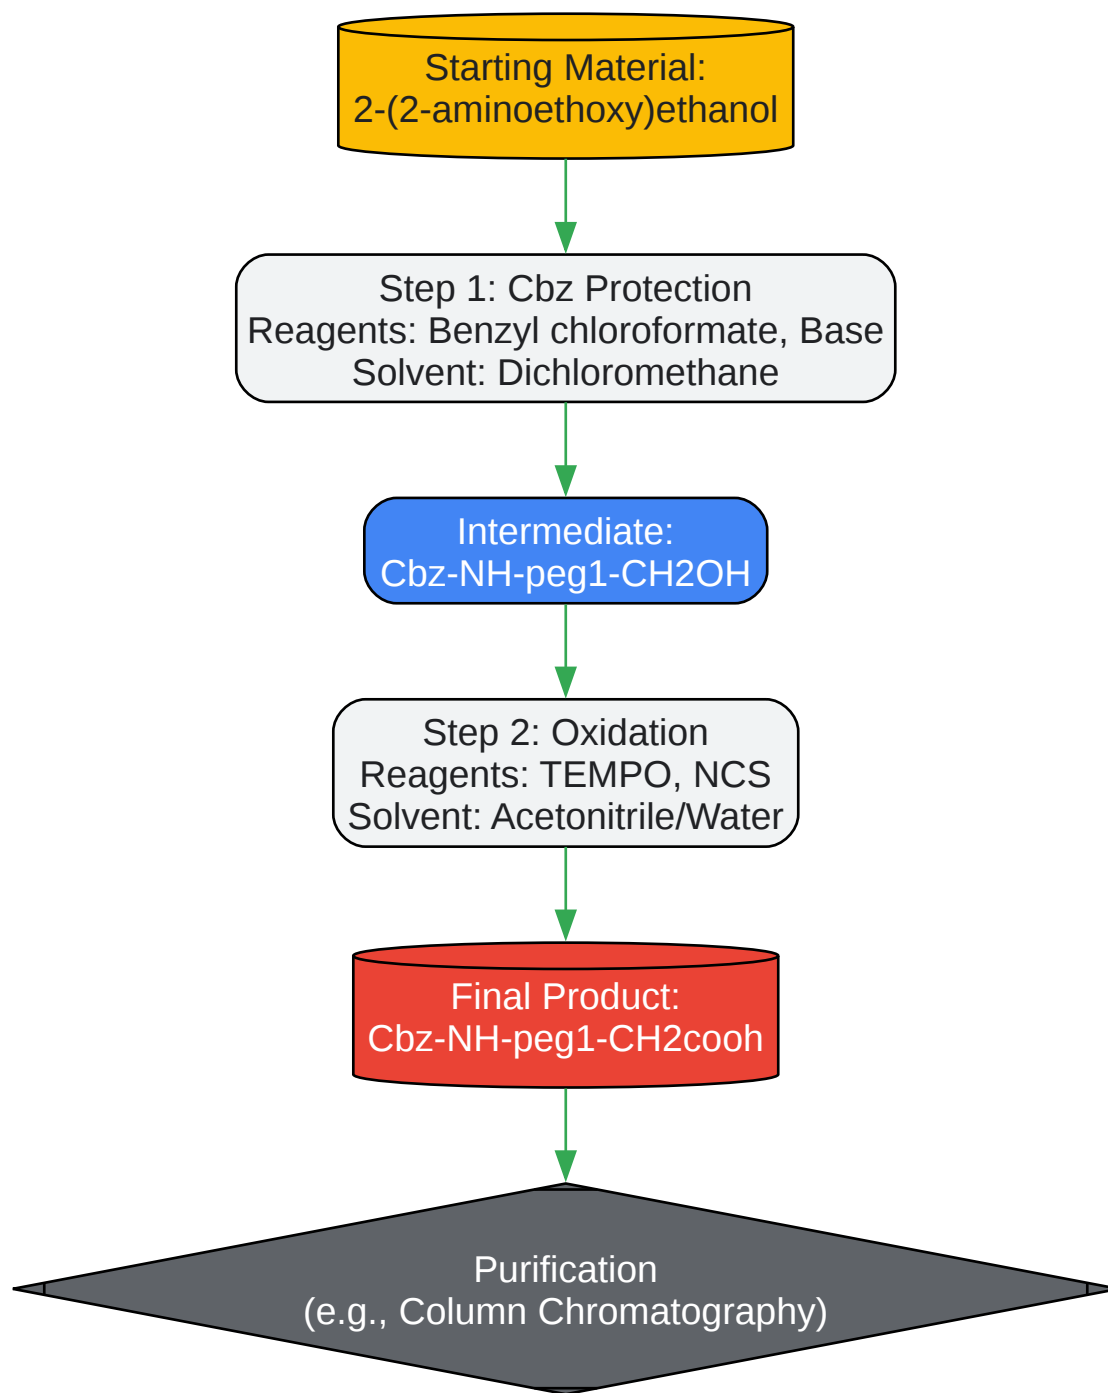 Starting Material:
2-(2-aminoethoxy)ethanol
Step 1: Cbz Protection
Reagents: Benzyl chloroformate, Base
Solvent: Dichloromethane
Intermediate:
Cbz-NH-peg1-CH2OH
Step 2: Oxidation
Reagents: TEMPO, NCS
Solvent: Acetonitrile/Water
Final Product:
Cbz-NH-peg1-CH2cooh
Purification
(e.g., Column Chromatography)